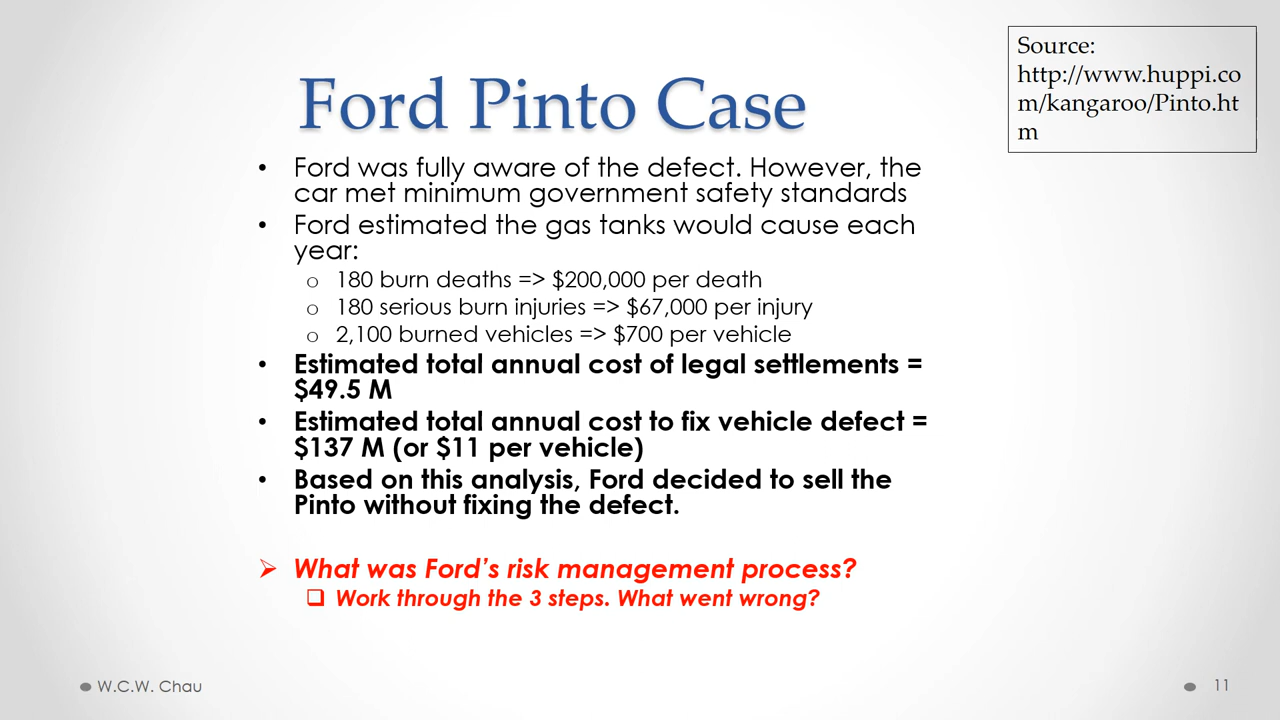 Source:
http://www.huppi.co
m/kangaroo/Pinto.ht
m
Ford Pinto Case
• Ford was fully aware of the defect. However, the
car met minimum government safety standards
• Ford estimated the gas tanks would cause each
year:
o 180 burn deaths => $200,000 per death
o 180 serious burn injuries => $67,000 per injury
o 2,100 burned vehicles => $700 per vehicle
• Estimated total annual cost of legal settlements =
$49.5 M
• Estimated total annual cost to fix vehicle defect =
$137 M (or $11 per vehicle)
• Based on this analysis, Ford decided to sell the
Pinto without fixing the defect.
➢ What was Ford’s risk management process?
❑ Work through the 3 steps. What went wrong?
● W.C.W. Chau
● 11